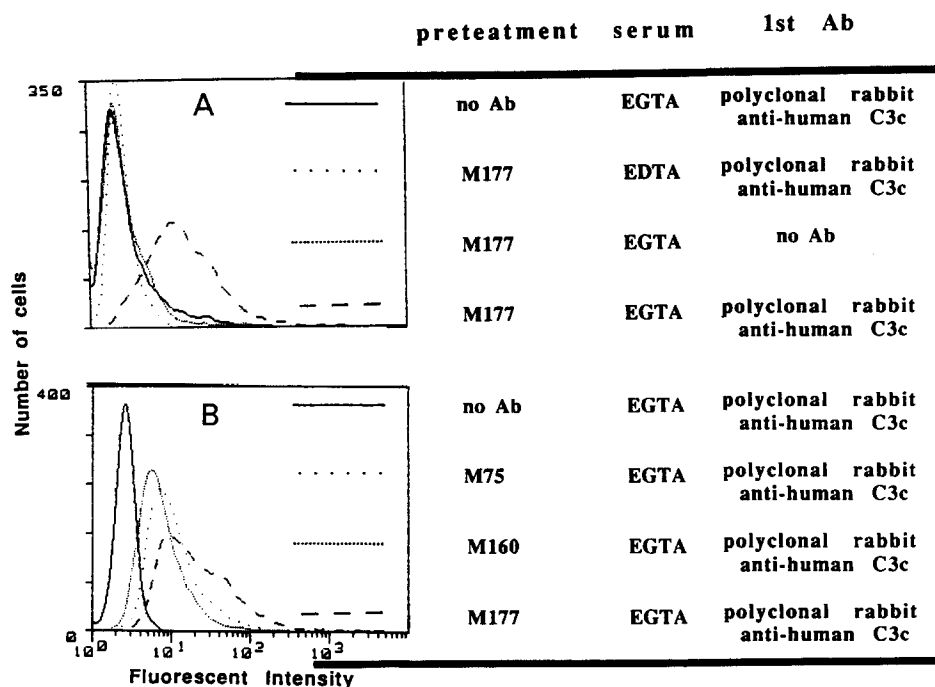 preteatment serum 1st Ab
350
A
no Ab EGTA polyclonal rabbit
anti-human C3c
M177 EDTA polyclonal rabbit
anti-human C3c
M177 EGTA no Ab
M177 EGTA polyclonal rabbit
anti-human C3c
Number of cells
400
B
no Ab EGTA polyclonal rabbit
anti-human C3c
M75 EGTA polyclonal rabbit
anti-human C3c
M160 EGTA polyclonal rabbit
anti-human C3c
M177 EGTA polyclonal rabbit
anti-human C3c
0
10⁰ 10¹ 10² 10³
Fluorescent Intensity